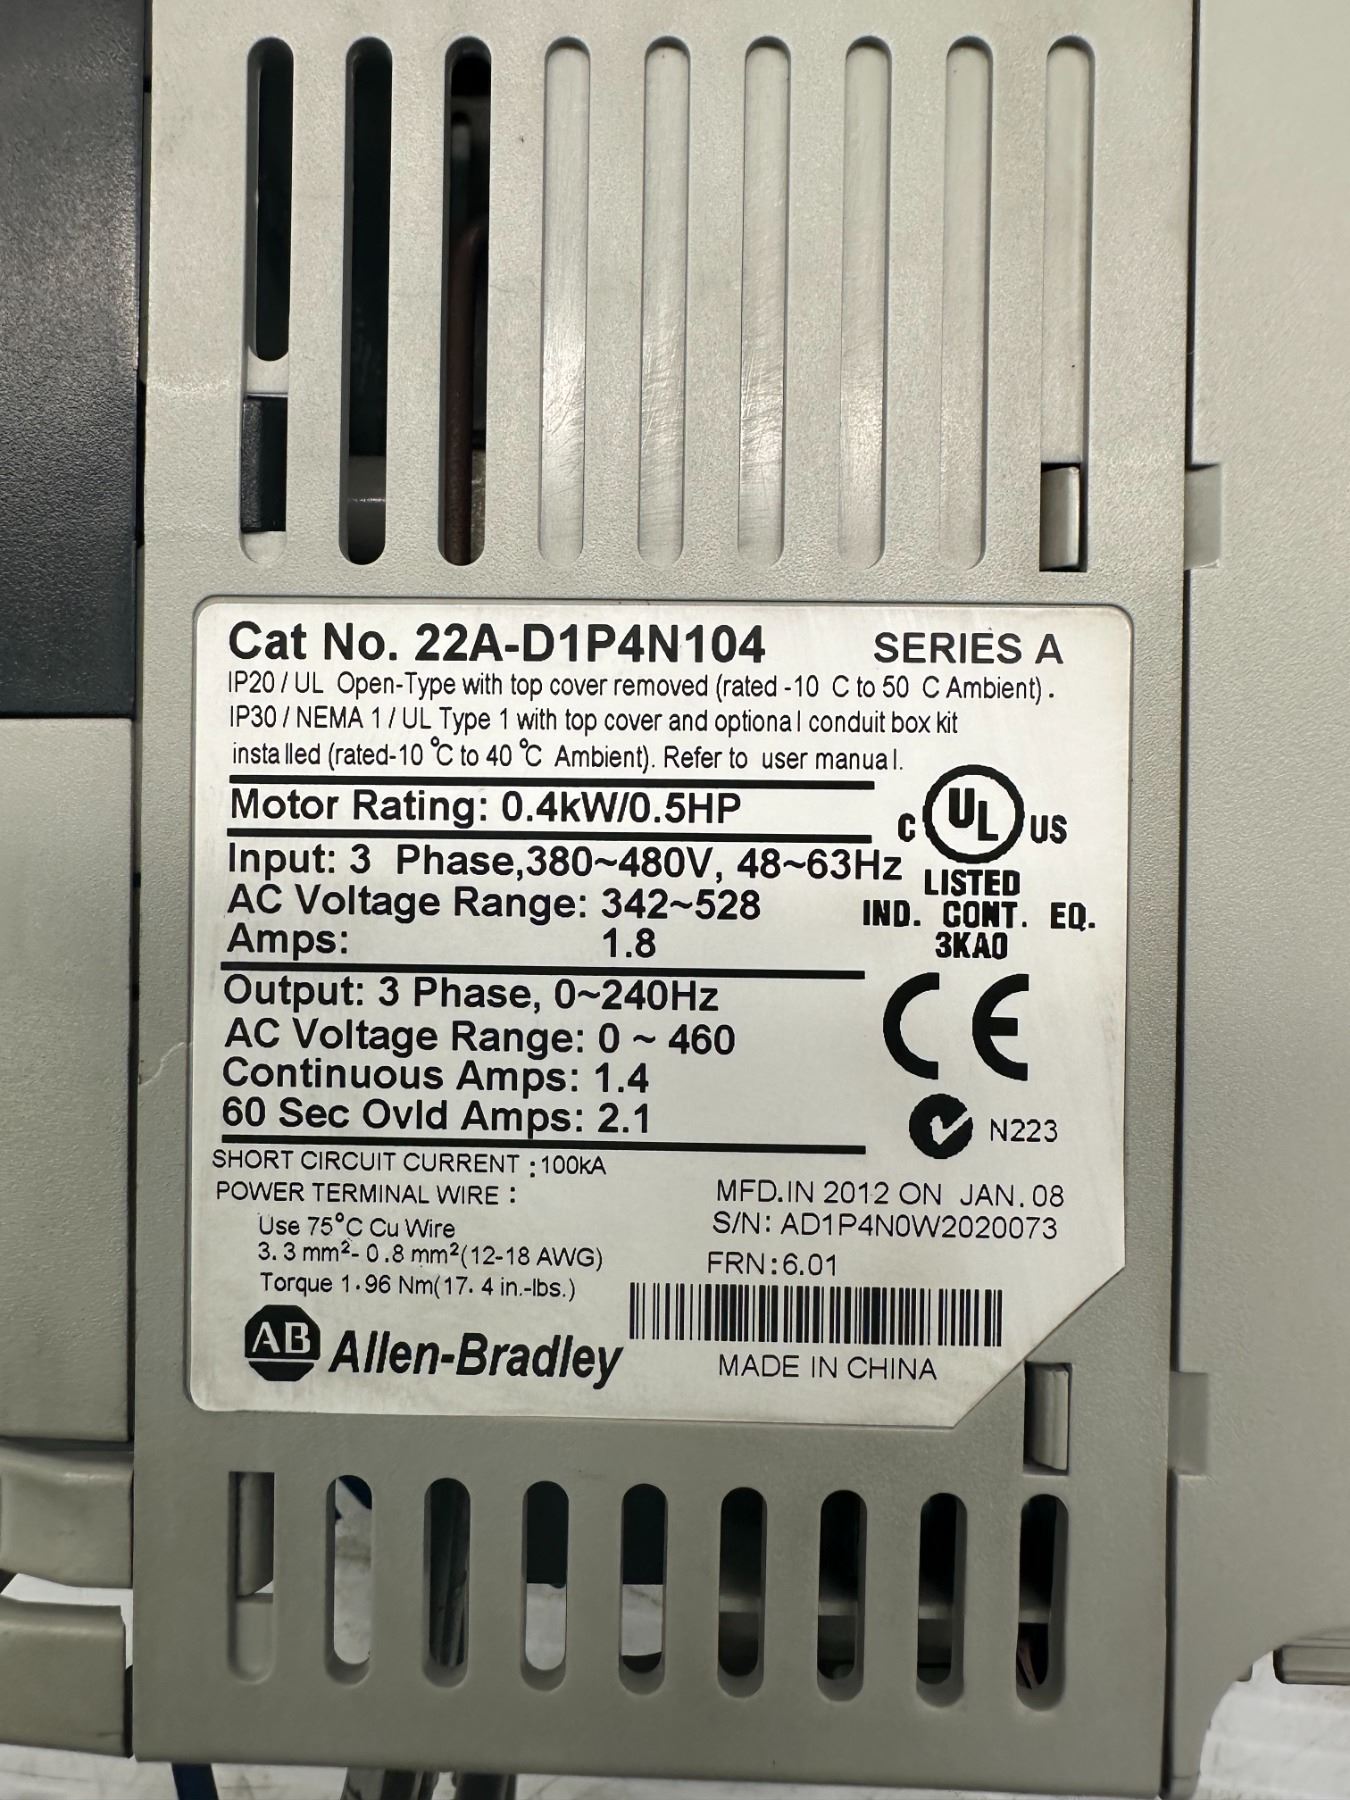 Cat No. 22A-D1P4N104 SERIES A
IP20 / UL Open-Type with top cover removed (rated -10 C to 50 C Ambient).
IP30 / NEMA 1 / UL Type 1 with top cover and optional conduit box kit
installed (rated-10 °C to 40 °C Ambient). Refer to user manual.
Motor Rating: 0.4kW/0.5HP
C UL US
Input: 3 Phase,380~480V, 48~63Hz
LISTED
AC Voltage Range: 342~528
IND. CONT. EQ.
Amps: 1.8
3KA0
Output: 3 Phase, 0~240Hz
CE
AC Voltage Range: 0 ~ 460
Continuous Amps: 1.4
60 Sec Ovld Amps: 2.1
N223
SHORT CIRCUIT CURRENT : 100kA
POWER TERMINAL WIRE :
Use 75°C Cu Wire
3.3 mm²- 0.8 mm²(12-18 AWG)
Torque 1.96 Nm(17.4 in.-lbs.)
MFD.IN 2012 ON JAN. 08
S/N: AD1P4N0W2020073
FRN:6.01
AB Allen-Bradley
MADE IN CHINA